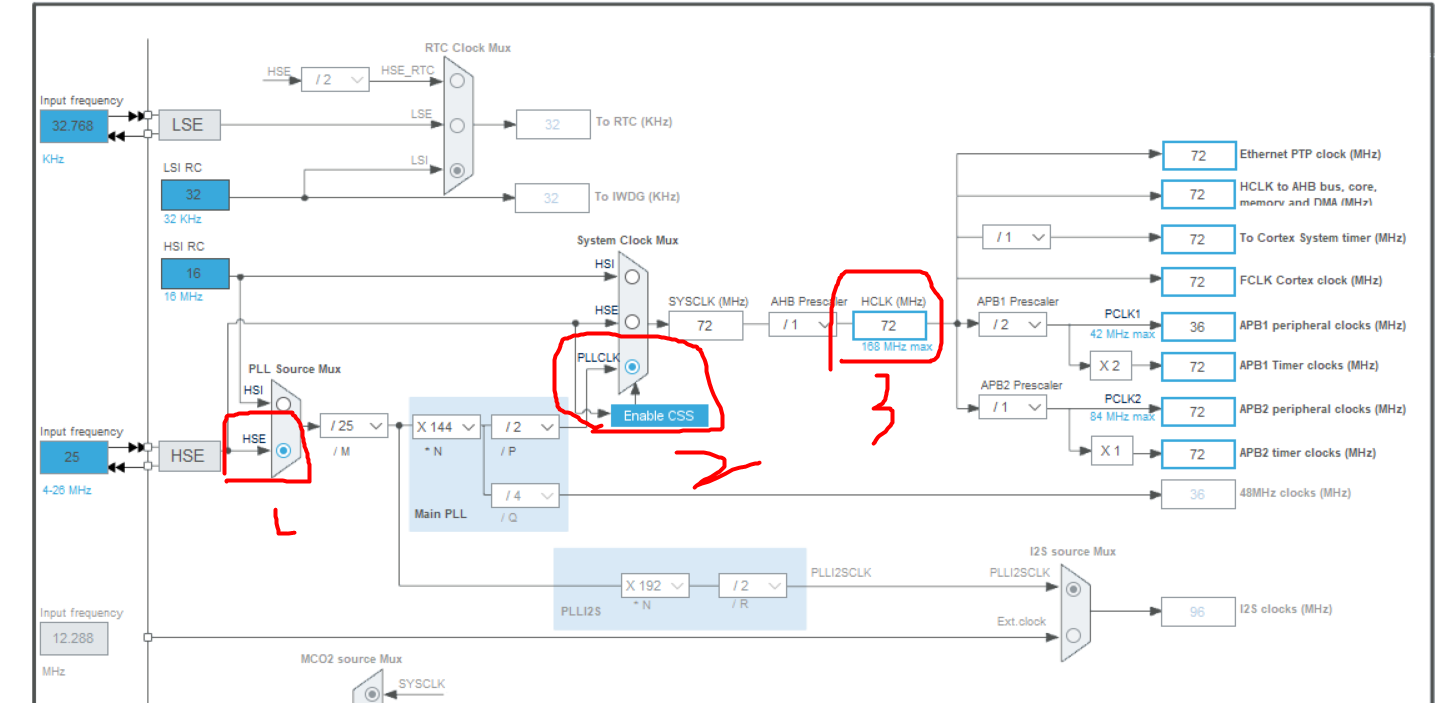 RTC Clock Mux
HSE
/ 2
HSE_RTC
Input frequency
32.768
KHz
LSE
LSE
32
To RTC (KHz)
LSI RC
32
32 KHz
LSI
32
To IWDG (KHz)
HSI RC
16
16 MHz
System Clock Mux
HSI
HSE
PLLCLK
Enable CSS
SYSCLK (MHz)
72
AHB Prescaler
/ 1
HCLK (MHz)
72
168 MHz max
3
72
Ethernet PTP clock (MHz)
72
HCLK to AHB bus, core,
memory and DMA (MHz)
/ 1
72
To Cortex System timer (MHz)
72
FCLK Cortex clock (MHz)
APB1 Prescaler
/ 2
PCLK1
42 MHz max
36
APB1 peripheral clocks (MHz)
X 2
72
APB1 Timer clocks (MHz)
APB2 Prescaler
/ 1
PCLK2
84 MHz max
72
APB2 peripheral clocks (MHz)
X 1
72
APB2 timer clocks (MHz)
36
48MHz clocks (MHz)
PLL Source Mux
HSI
HSE
Input frequency
25
4-26 MHz
HSE
/ 25
/ M
X 144
* N
/ 2
/ P
/ 4
/ Q
Main PLL
2
PLLI2S
X 192
* N
/ 2
/ R
PLLI2SCLK
I2S source Mux
PLLI2SCLK
Ext.clock
96
I2S clocks (MHz)
Input frequency
12.288
MHz
MCO2 source Mux
SYSCLK